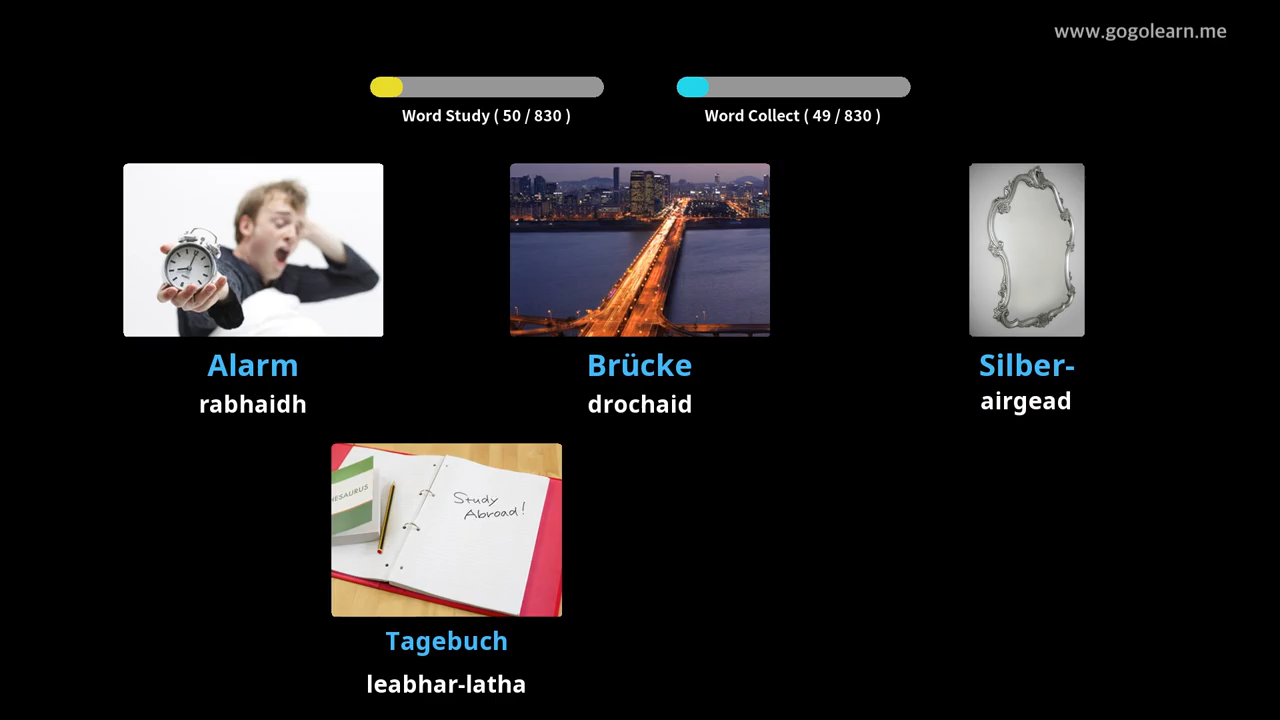 www.gogolearn.me
Word Study ( 50 / 830 )
Word Collect ( 49 / 830 )
Alarm
rabhaidh
Brücke
drochaid
Silber-
airgead
HESAURUS
Study
Abroad!
Tagebuch
leabhar-latha